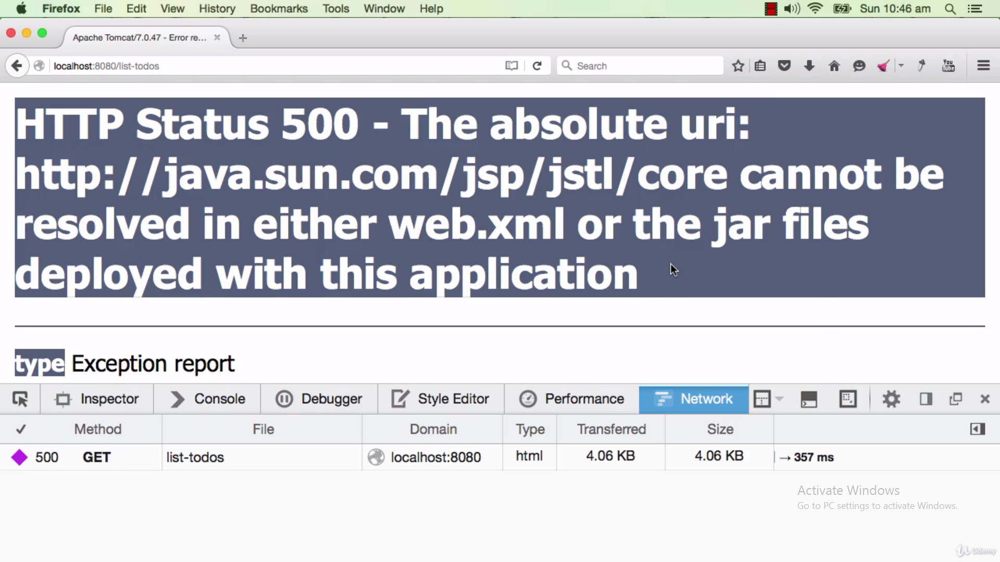 Firefox File Edit View History Bookmarks Tools Window Help Sun 10:46 am
Apache Tomcat/7.0.47 - Error re...
localhost:8080/list-todos Search You Tube
HTTP Status 500 - The absolute uri:
http://java.sun.com/jsp/jstl/core cannot be
resolved in either web.xml or the jar files
deployed with this application
type Exception report
Inspector Console Debugger Style Editor Performance Network
✓ Method File Domain Type Transferred Size
500 GET list-todos localhost:8080 html 4.06 KB 4.06 KB → 357 ms
Activate Windows
Go to PC settings to activate Windows.
Udemy